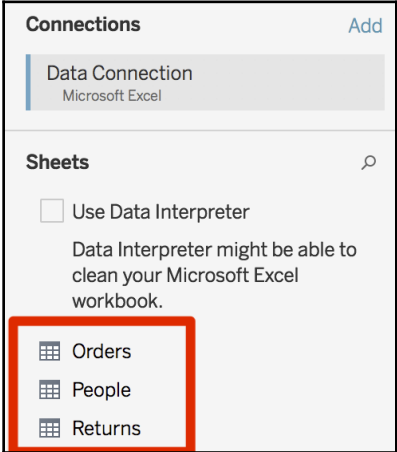 Connections Add
Data Connection
Microsoft Excel
Sheets
Use Data Interpreter
Data Interpreter might be able to
clean your Microsoft Excel
workbook.
Orders
People
Returns